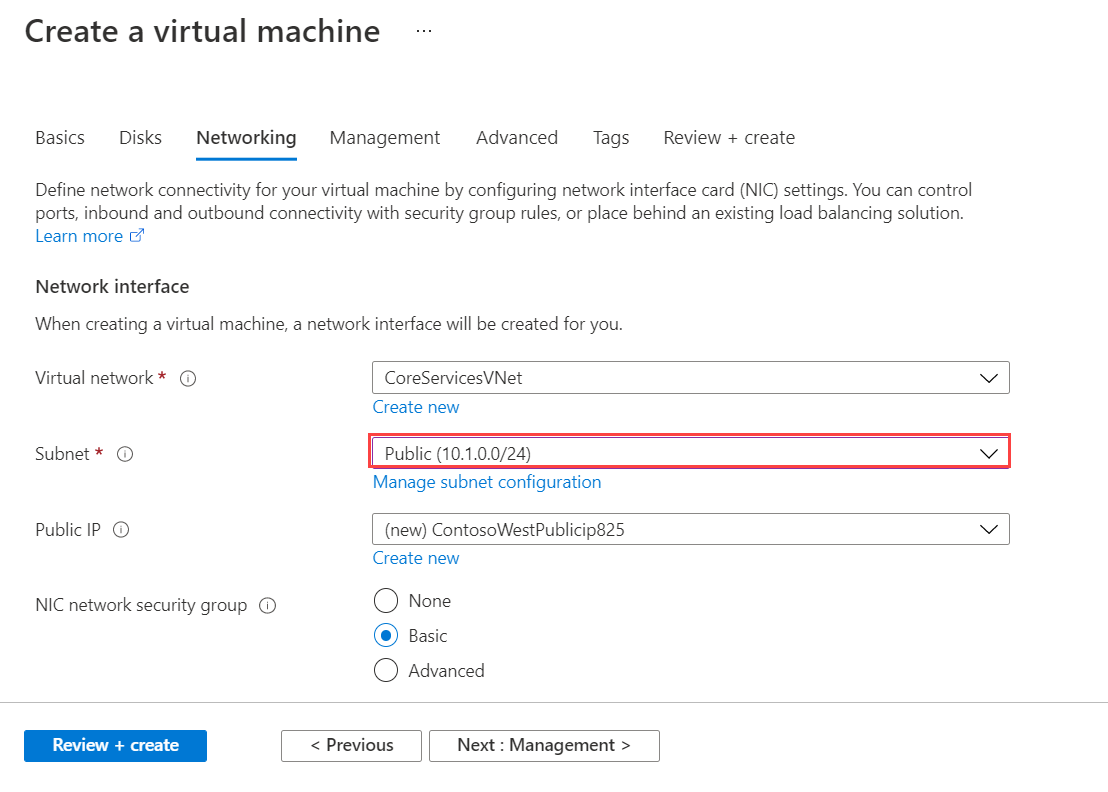 Create a virtual machine ...
Basics Disks Networking Management Advanced Tags Review + create
Define network connectivity for your virtual machine by configuring network interface card (NIC) settings. You can control
ports, inbound and outbound connectivity with security group rules, or place behind an existing load balancing solution.
Learn more
Network interface
When creating a virtual machine, a network interface will be created for you.
Virtual network * CoreServicesVNet
Create new
Subnet * Public (10.1.0.0/24)
Manage subnet configuration
Public IP (new) ContosoWestPublicip825
Create new
NIC network security group None
Basic
Advanced
Review + create < Previous Next : Management >